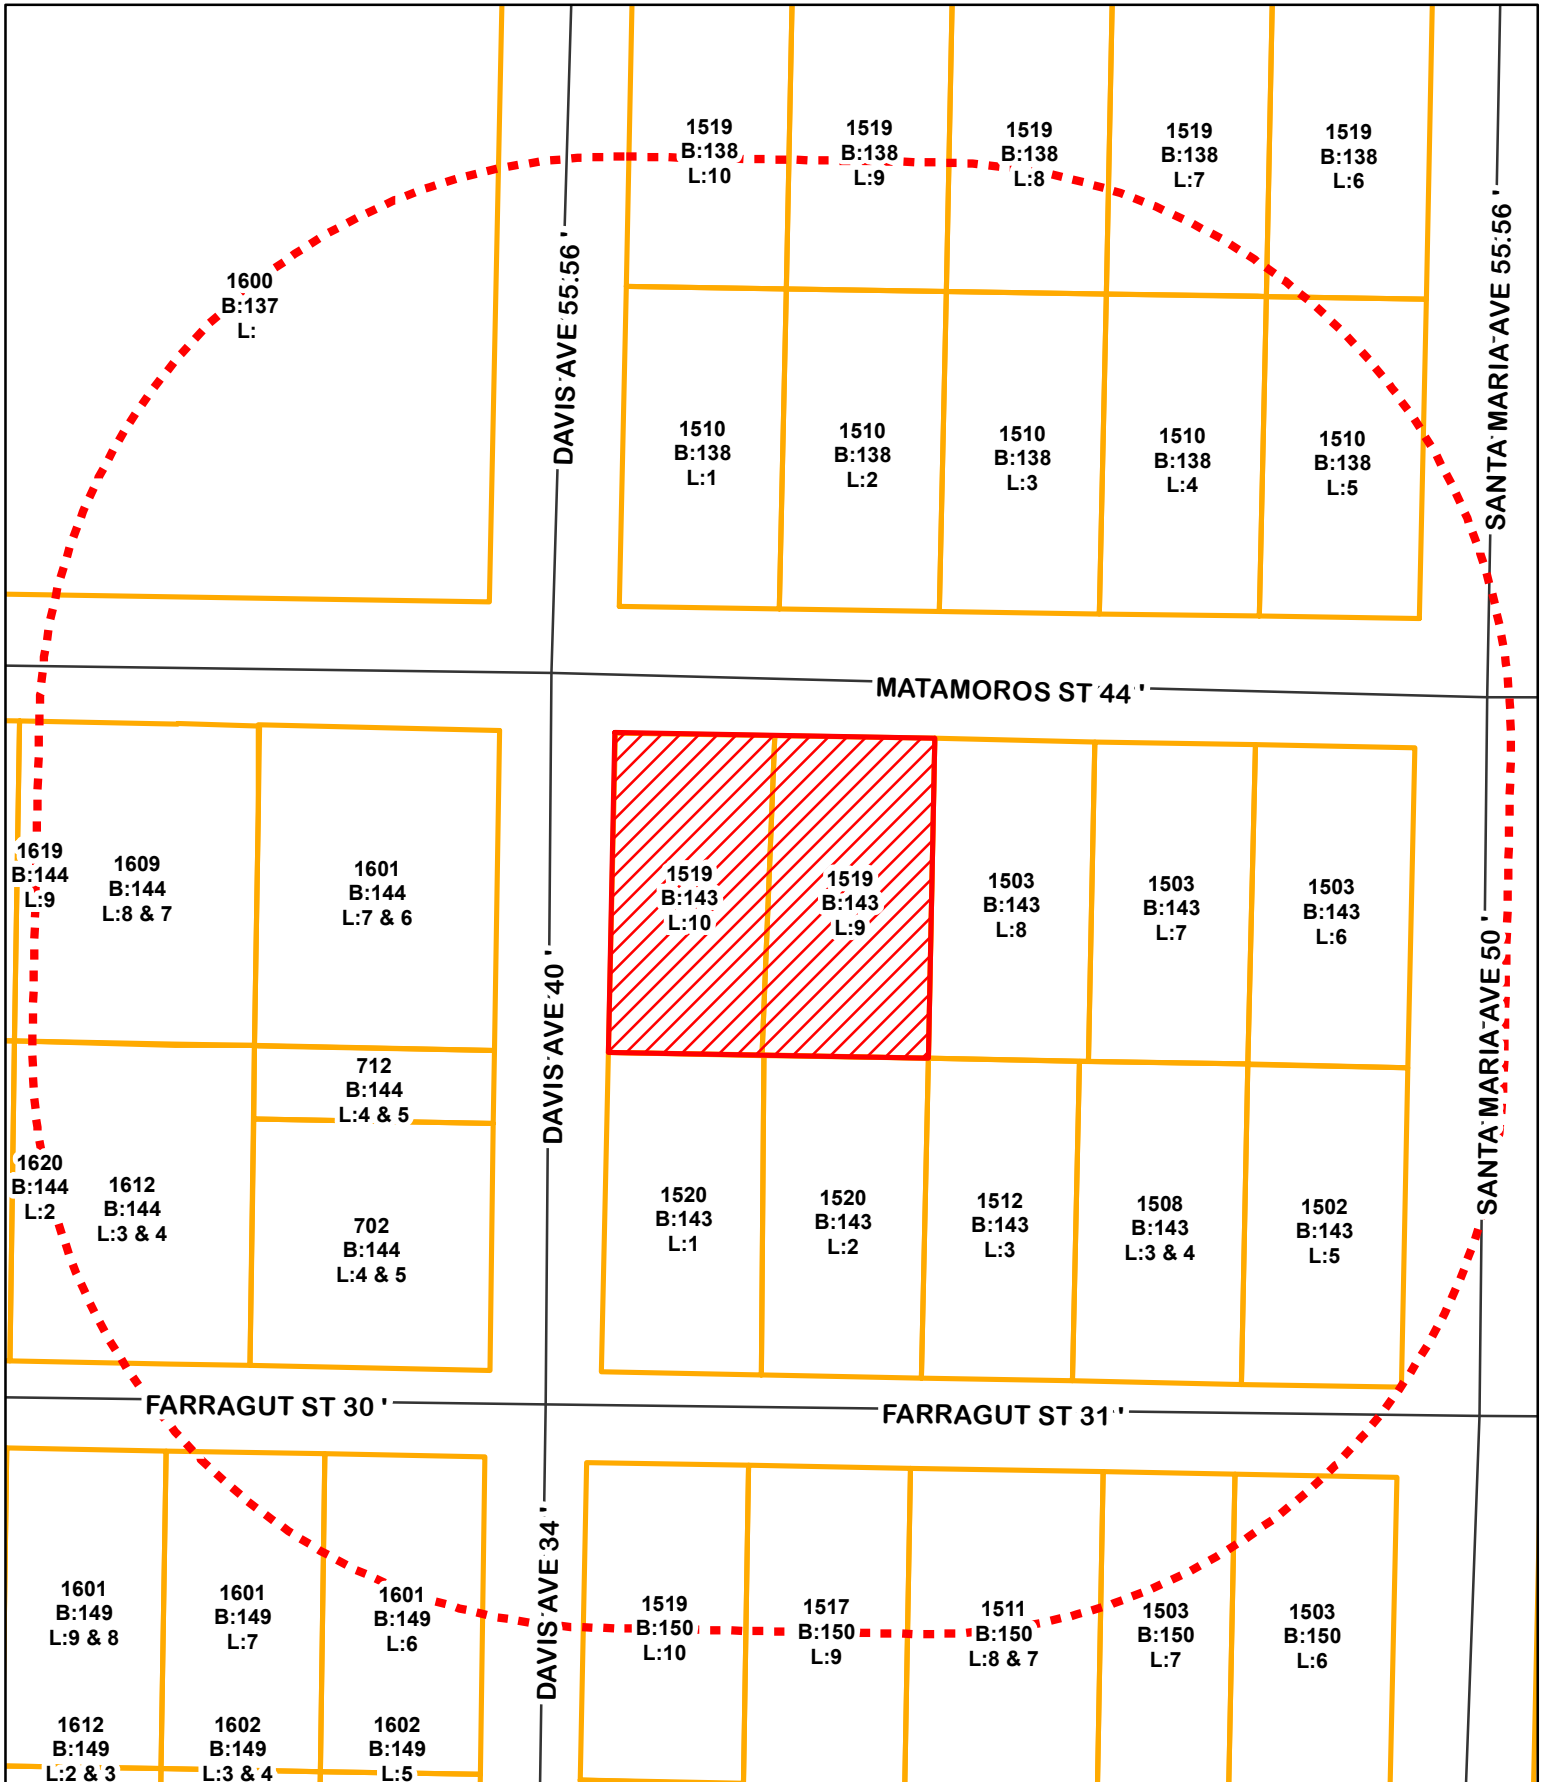 1519
B:138
L:10
1519
B:138
L:9
1519
B:138
L:8
1519
B:138
L:7
1519
B:138
L:6
1600
B:137
L:
DAVIS AVE 55.56 '
SANTA MARIA AVE 55.56 '
1510
B:138
L:1
1510
B:138
L:2
1510
B:138
L:3
1510
B:138
L:4
1510
B:138
L:5
MATAMOROS ST 44 '
1619
B:144
L:9
1609
B:144
L:8 & 7
1601
B:144
L:7 & 6
1519
B:143
L:10
1519
B:143
L:9
1503
B:143
L:8
1503
B:143
L:7
1503
B:143
L:6
DAVIS AVE 40 '
SANTA MARIA AVE 50 '
712
B:144
L:4 & 5
1620
B:144
L:2
1612
B:144
L:3 & 4
702
B:144
L:4 & 5
1520
B:143
L:1
1520
B:143
L:2
1512
B:143
L:3
1508
B:143
L:3 & 4
1502
B:143
L:5
FARRAGUT ST 30 '
FARRAGUT ST 31 '
DAVIS AVE 34 '
1601
B:149
L:9 & 8
1601
B:149
L:7
1601
B:149
L:6
1519
B:150
L:10
1517
B:150
L:9
1511
B:150
L:8 & 7
1503
B:150
L:7
1503
B:150
L:6
1612
B:149
L:2 & 3
1602
B:149
L:3 & 4
1602
B:149
L:5